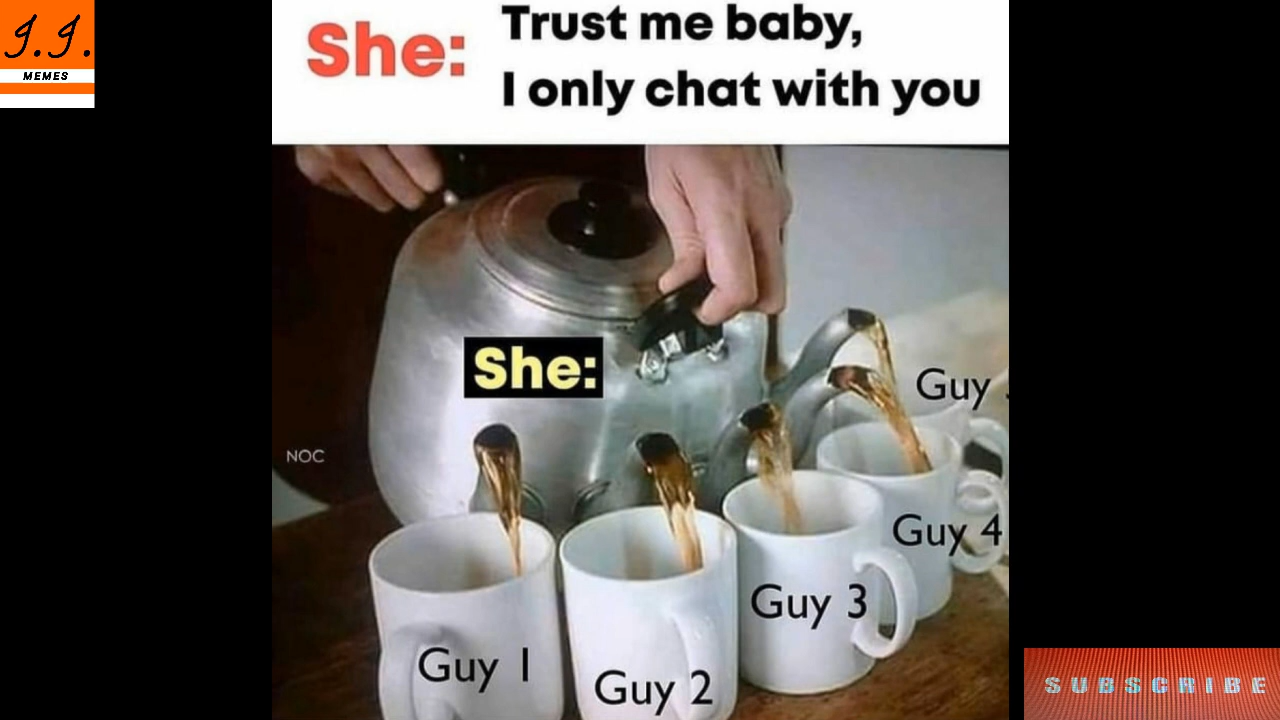 J.J.
MEMES
She:
Trust me baby,
I only chat with you
She:
Guy
NOC
Guy 4
Guy 3
Guy 1
Guy 2
SUBSCRIBE